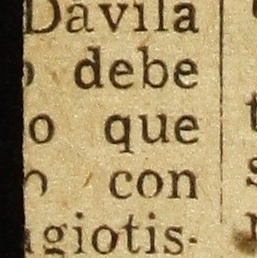 Dávila
debe
o que
con
giotis-